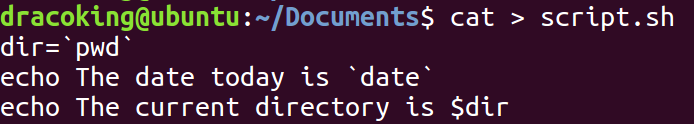 dracoking@ubuntu:~/Documents$ cat > script.sh
dir=`pwd`
echo The date today is `date`
echo The current directory is $dir